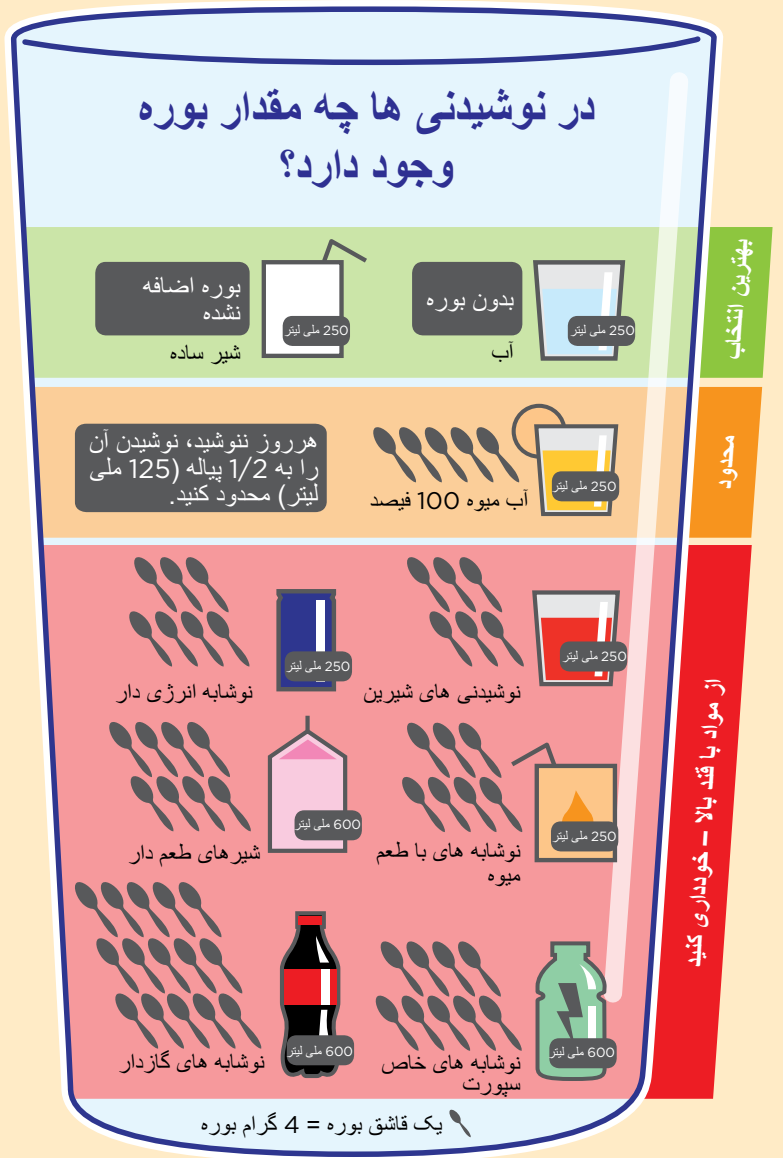 در نوشیدنی ها چه مقدار بوره
وجود دارد؟
بهترین انتخاب
250 ملی لیتر
بدون بوره
آب
250 ملی لیتر
بوره اضافه
نشده
شیر ساده
محدود
250 ملی لیتر
آب میوه 100 فیصد
هرروز ننوشید، نوشیدن آن
را به 1/2 پیاله (125 ملی
لیتر) محدود کنید.
از مواد با قند بالا – خودداری کنید
250 ملی لیتر
نوشیدنی های شیرین
250 ملی لیتر
نوشابه انرژی دار
250 ملی لیتر
نوشابه های با طعم
میوه
600 ملی لیتر
شیرهای طعم دار
600 ملی لیتر
نوشابه های خاص
سپورت
600 ملی لیتر
نوشابه های گازدار
یک قاشق بوره = 4 گرام بوره